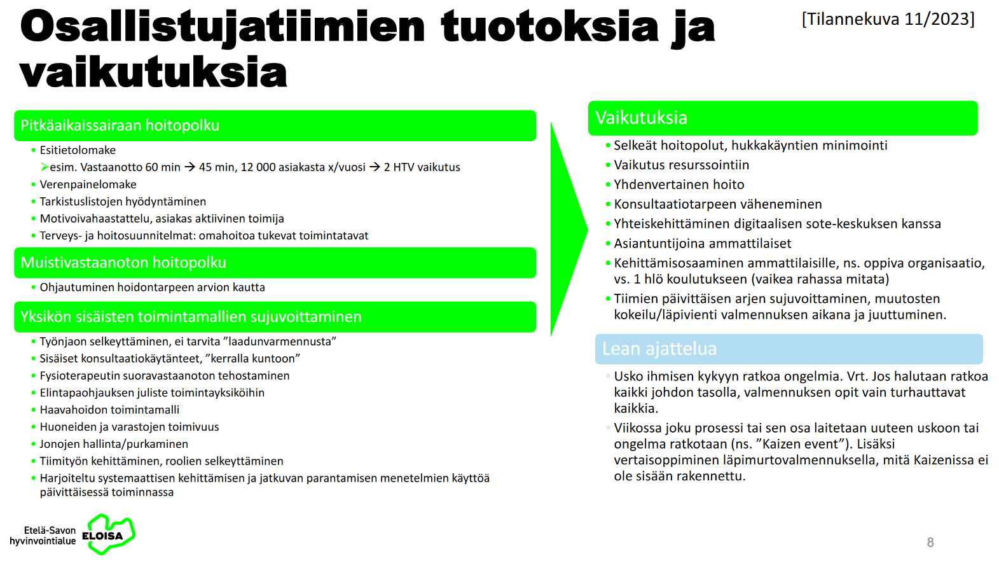 Osallistujatiimien tuotoksia ja
vaikutuksia
[Tilannekuva 11/2023]
Pitkäaikaissairaan hoitopolku
• Esitietolomake
➢esim. Vastaanotto 60 min → 45 min, 12 000 asiakasta x/vuosi → 2 HTV vaikutus
• Verenpainelomake
• Tarkistuslistojen hyödyntäminen
• Motivoivahaastattelu, asiakas aktiivinen toimija
• Terveys- ja hoitosuunnitelmat: omahoitoa tukevat toimintatavat
Muistivastaanoton hoitopolku
• Ohjautuminen hoidontarpeen arvion kautta
Yksikön sisäisten toimintamallien sujuvoittaminen
• Työnjaon selkeyttäminen, ei tarvita ”laadunvarmennusta”
• Sisäiset konsultaatiokäytänteet, ”kerralla kuntoon”
• Fysioterapeutin suoravastaanoton tehostaminen
• Elintapaohjauksen juliste toimintayksiköihin
• Haavahoidon toimintamalli
• Huoneiden ja varastojen toimivuus
• Jonojen hallinta/purkaminen
• Tiimityön kehittäminen, roolien selkeyttäminen
• Harjoiteltu systemaattisen kehittämisen ja jatkuvan parantamisen menetelmien käyttöä
päivittäisessä toiminnassa
Vaikutuksia
• Selkeät hoitopolut, hukkakäyntien minimointi
• Vaikutus resurssointiin
• Yhdenvertainen hoito
• Konsultaatiotarpeen väheneminen
• Yhteiskehittäminen digitaalisen sote-keskuksen kanssa
• Asiantuntijoina ammattilaiset
• Kehittämisosaaminen ammattilaisille, ns. oppiva organisaatio,
vs. 1 hlö koulutukseen (vaikea rahassa mitata)
• Tiimien päivittäisen arjen sujuvoittaminen, muutosten
kokeilu/läpivienti valmennuksen aikana ja juuttuminen.
Lean ajattelua
• Usko ihmisen kykyyn ratkoa ongelmia. Vrt. Jos halutaan ratkoa
kaikki johdon tasolla, valmennuksen opit vain turhauttavat
kaikkia.
• Viikossa joku prosessi tai sen osa laitetaan uuteen uskoon tai
ongelma ratkotaan (ns. ”Kaizen event”). Lisäksi
vertaisoppiminen läpimurtovalmennuksella, mitä Kaizenissa ei
ole sisään rakennettu.
Etelä-Savon
hyvinvointialue
ELOISA
8